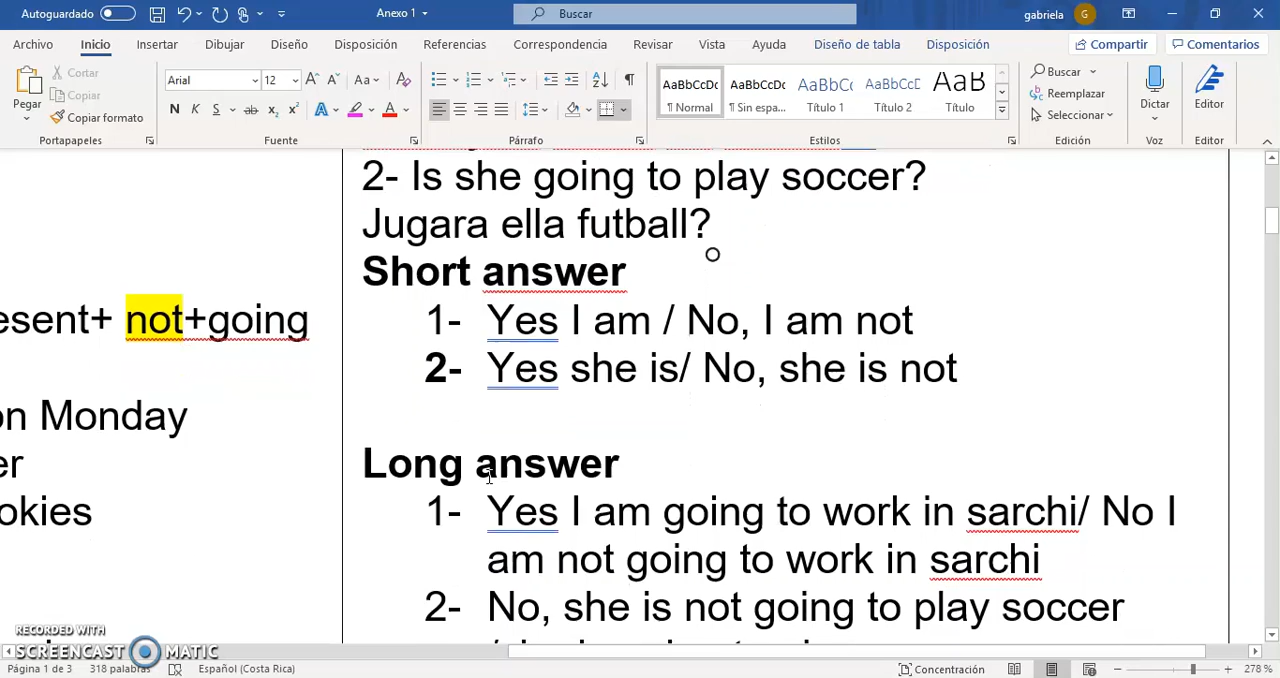 Autoguardado
Anexo 1
Buscar
gabriela
G
Archivo Inicio Insertar Dibujar Diseño Disposición Referencias Correspondencia Revisar Vista Ayuda Diseño de tabla Disposición Compartir Comentarios
Pegar
Cortar
Copiar
Copiar formato
Portapapeles
Arial 12
Aa
N K S ab x₂ x²
Fuente
Párrafo
AaBbCcDc AaBbCcDc AaBbCc AaBbCcD AaB
¶ Normal ¶ Sin espa... Título 1 Título 2 Título
Estilos
Buscar
Reemplazar
Seleccionar
Edición
Dictar
Voz
Editor
Editor
2- Is she going to play soccer?
Jugara ella futball?
Short answer
1- Yes I am / No, I am not
2- Yes she is/ No, she is not
Long answer
1- Yes I am going to work in sarchi/ No I
am not going to work in sarchi
2- No, she is not going to play soccer
esent+ not+going
on Monday
er
okies
RECORDED WITH
SCREENCAST MATIC
Página 1 de 3 318 palabras Español (Costa Rica) Concentración 278 %